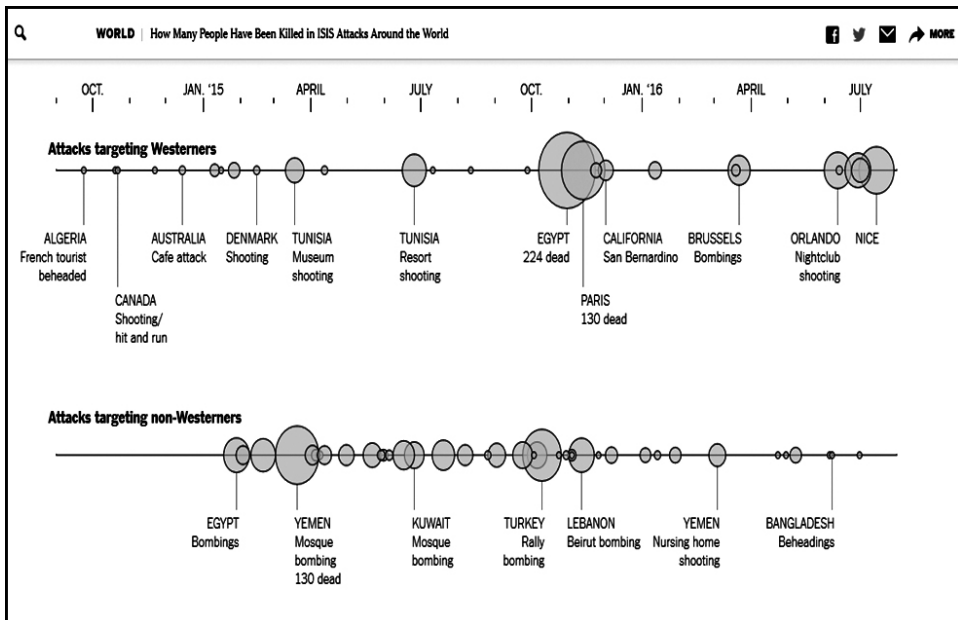 WORLD | How Many People Have Been Killed in ISIS Attacks Around the World
MORE
OCT. JAN. '15 APRIL JULY OCT. JAN. '16 APRIL JULY
Attacks targeting Westerners
ALGERIA
French tourist
beheaded
CANADA
Shooting/
hit and run
AUSTRALIA
Cafe attack
DENMARK
Shooting
TUNISIA
Museum
shooting
TUNISIA
Resort
shooting
EGYPT
224 dead
PARIS
130 dead
CALIFORNIA
San Bernardino
BRUSSELS
Bombings
ORLANDO
Nightclub
shooting
NICE
Attacks targeting non-Westerners
EGYPT
Bombings
YEMEN
Mosque
bombing
130 dead
KUWAIT
Mosque
bombing
TURKEY
Rally
bombing
LEBANON
Beirut bombing
YEMEN
Nursing home
shooting
BANGLADESH
Beheadings